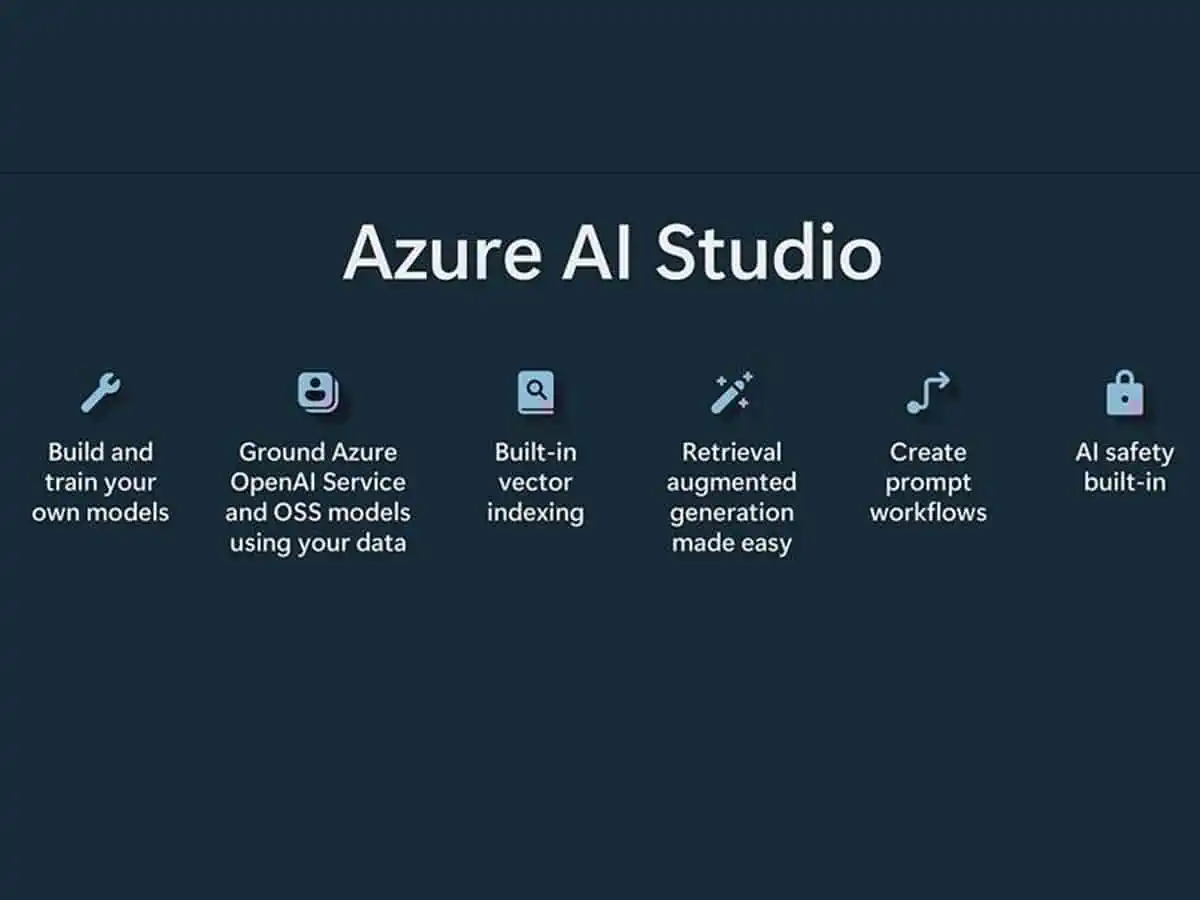 Azure AI Studio
Build and
train your
own models
Ground Azure
OpenAI Service
and OSS models
using your data
Built-in
vector
indexing
Retrieval
augmented
generation
made easy
Create
prompt
workflows
AI safety
built-in